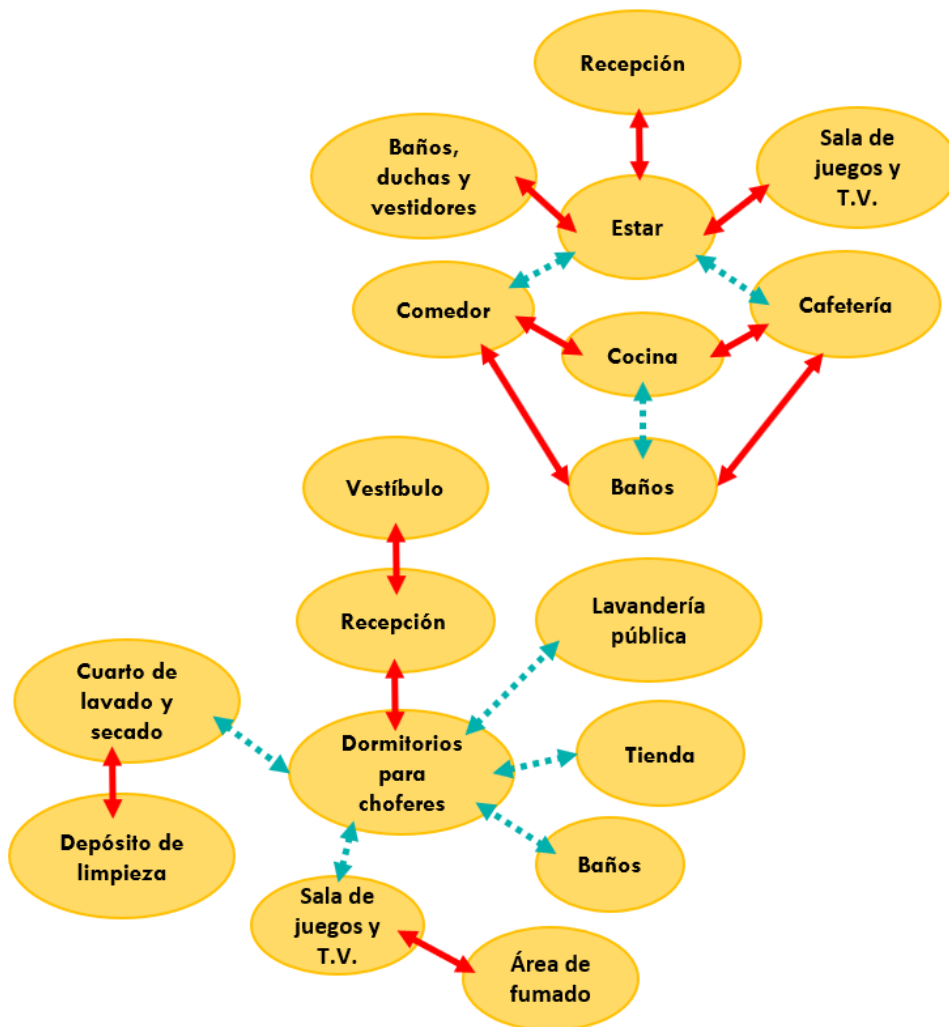 Recepción
Baños,
duchas y
vestidores
Sala de
juegos y
T.V.
Estar
Comedor
Cafetería
Cocina
Baños
Vestíbulo
Recepción
Lavandería
pública
Cuarto de
lavado y
secado
Dormitorios
para
choferes
Tienda
Depósito de
limpieza
Baños
Sala de
juegos y
T.V.
Área de
fumado